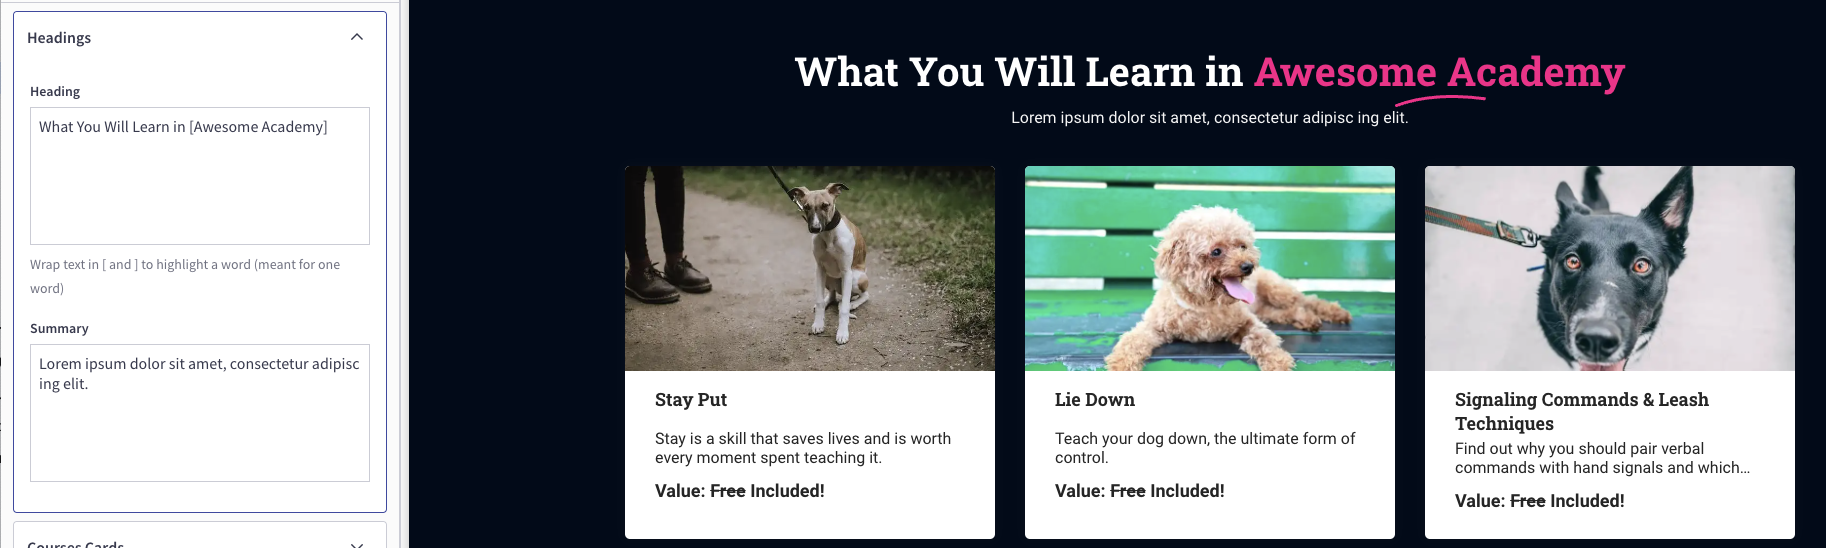 Headings
Heading
What You Will Learn in [Awesome Academy]
Wrap text in [ and ] to highlight a word (meant for one
word)
Summary
Lorem ipsum dolor sit amet, consectetur adipisc
ing elit.
Courses Cards
What You Will Learn in Awesome Academy
Lorem ipsum dolor sit amet, consectetur adipisc ing elit.
Stay Put
Stay is a skill that saves lives and is worth
every moment spent teaching it.
Value: Free Included!
Lie Down
Teach your dog down, the ultimate form of
control.
Value: Free Included!
Signaling Commands & Leash
Techniques
Find out why you should pair verbal
commands with hand signals and which...
Value: Free Included!